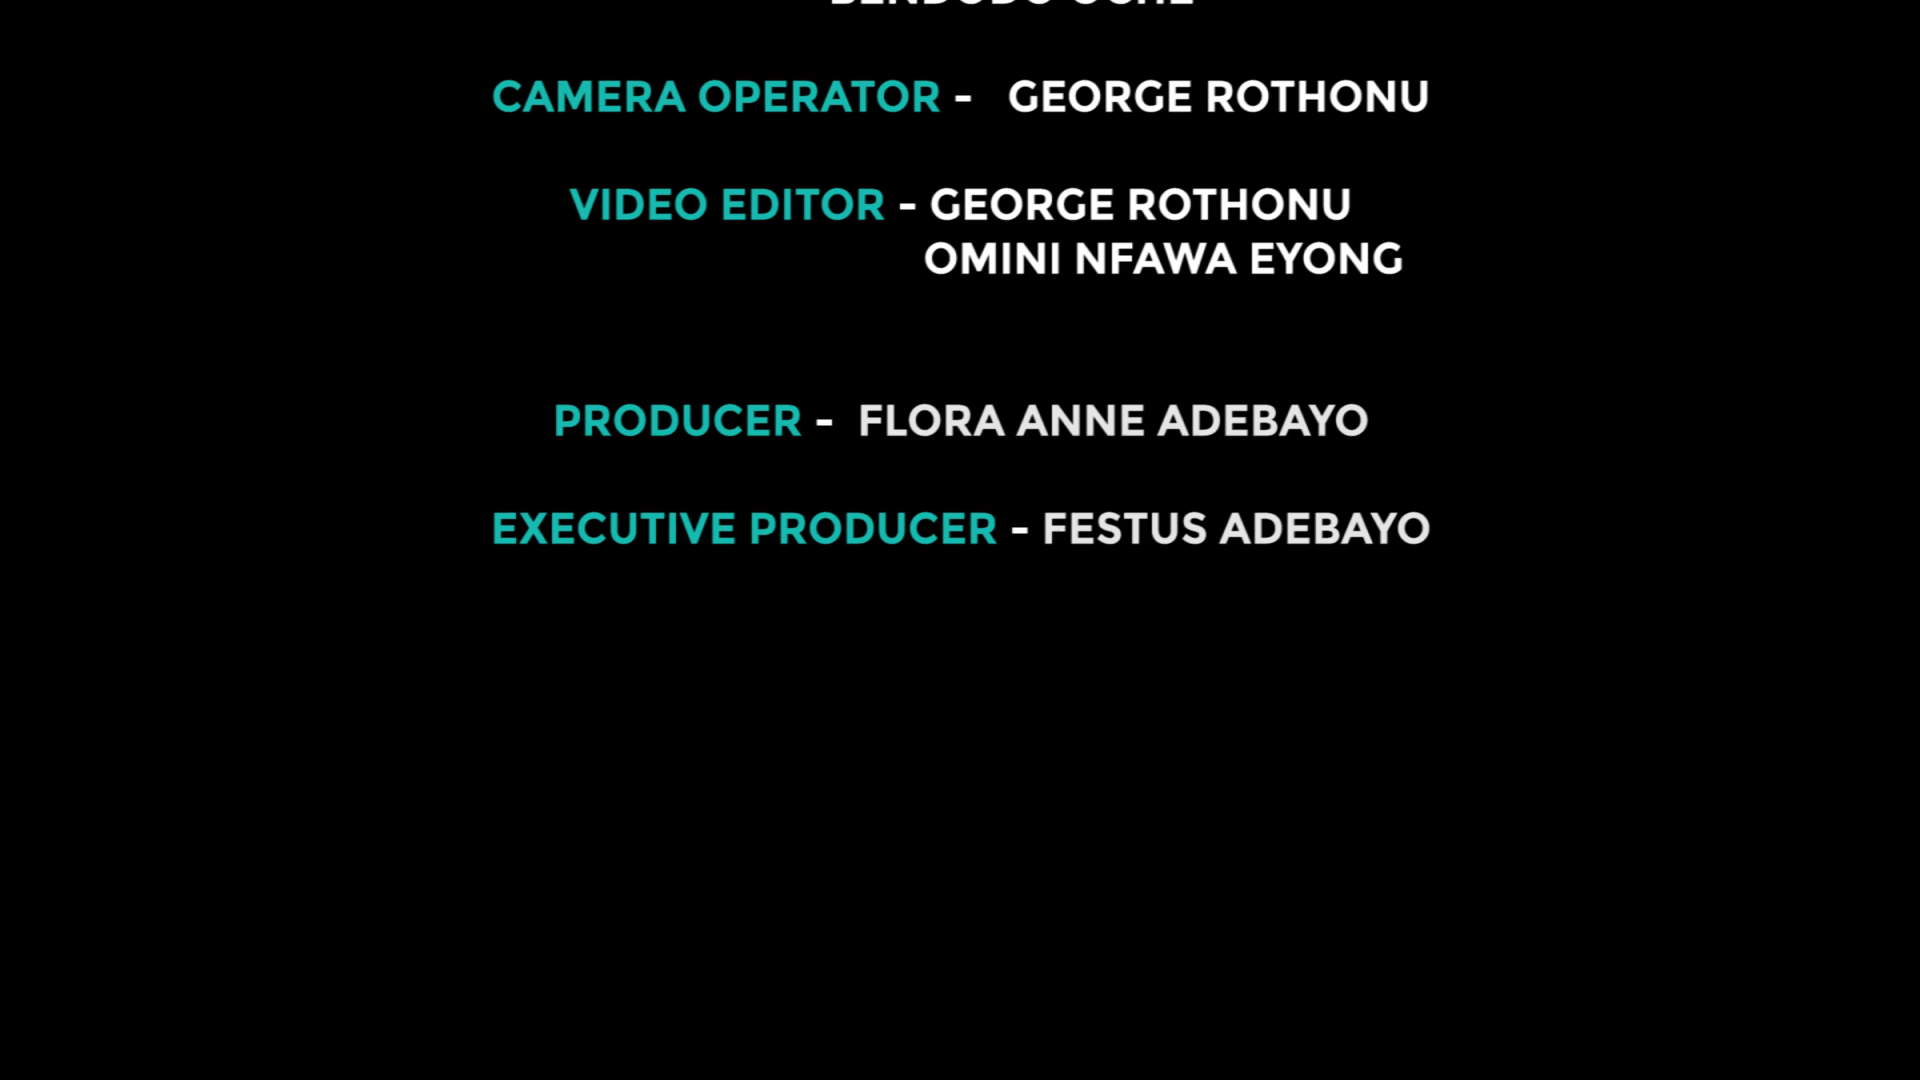 CAMERA OPERATOR - GEORGE ROTHONU
VIDEO EDITOR - GEORGE ROTHONU
OMINI NFAWA EYONG
PRODUCER - FLORA ANNE ADEBAYO
EXECUTIVE PRODUCER - FESTUS ADEBAYO